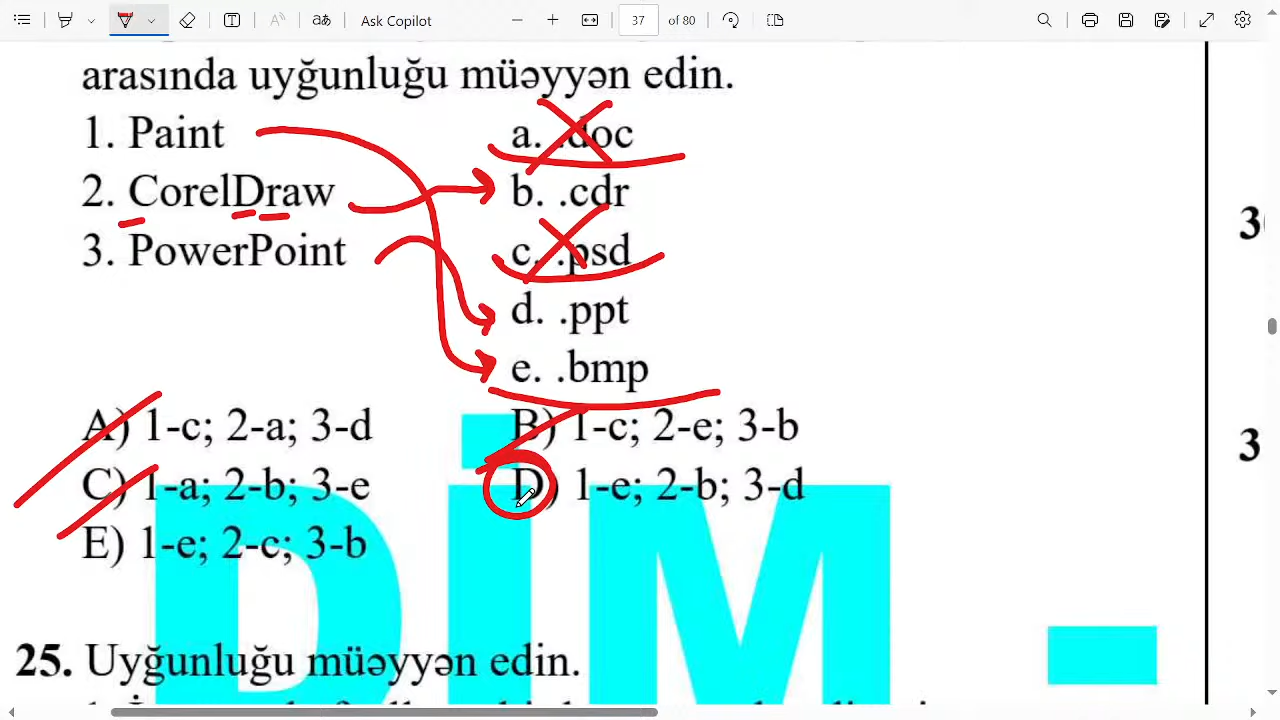 Ask Copilot
37 of 80
arasında uyğunluğu müəyyən edin.
1. Paint a. .doc
2. CorelDraw b. .cdr
3. PowerPoint c. .psd
d. .ppt
e. .bmp
A) 1-c; 2-a; 3-d B) 1-c; 2-e; 3-b
C) 1-a; 2-b; 3-e D) 1-e; 2-b; 3-d
E) 1-e; 2-c; 3-b
25. Uyğunluğu müəyyən edin.
DİM -
3